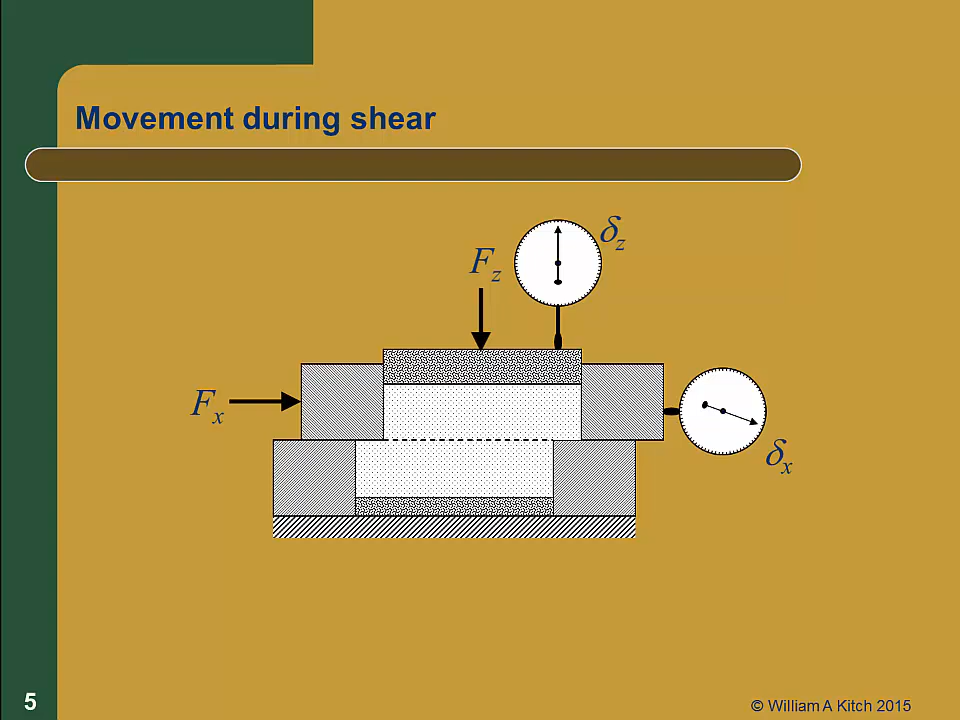 Movement during shear
δz
Fz
Fx
δx
5
© William A Kitch 2015